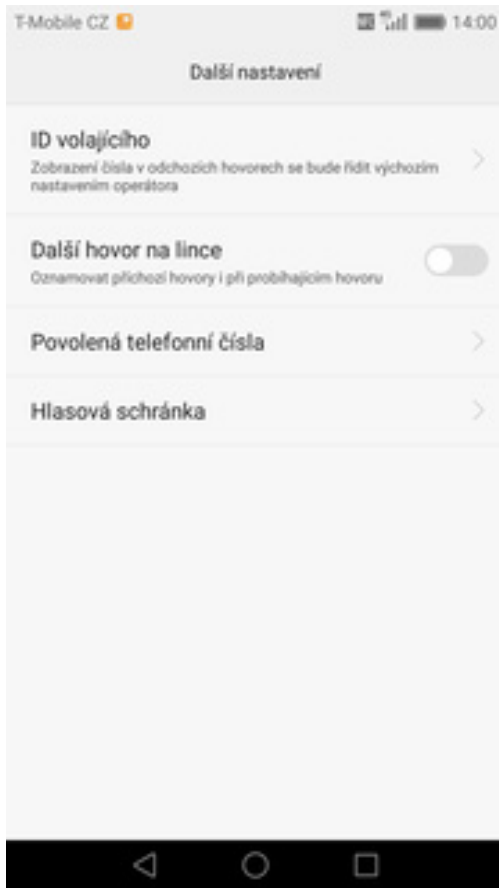 T-Mobile CZ
14:00
Další nastavení
ID volajícího
Zobrazení čísla v odchozích hovorech se bude řídit výchozím
nastavením operátora
Další hovor na lince
Oznamovat příchozí hovory i při probíhajícím hovoru
Povolená telefonní čísla
Hlasová schránka